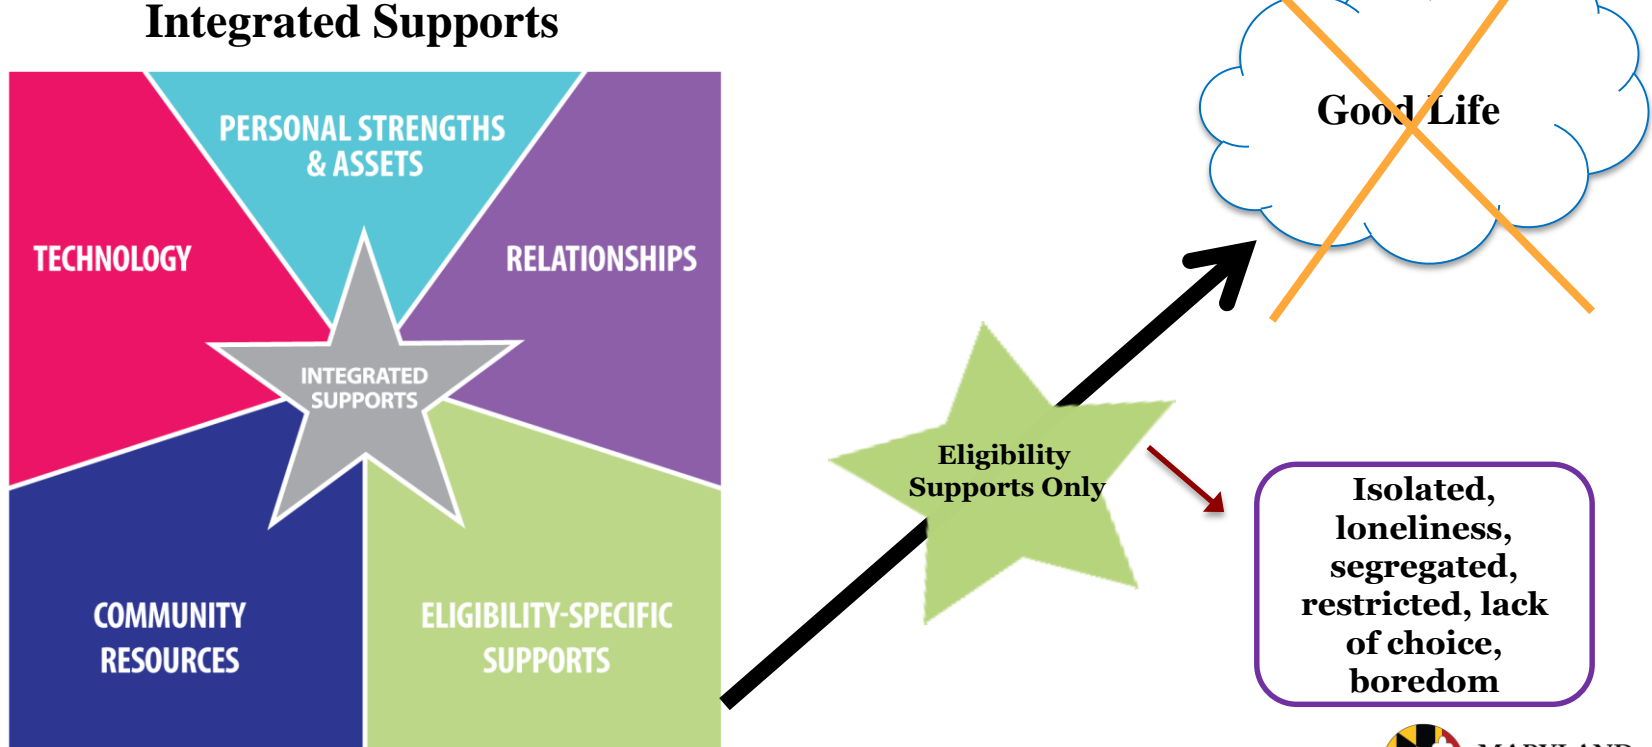 Integrated Supports
PERSONAL STRENGTHS
& ASSETS
TECHNOLOGY
RELATIONSHIPS
INTEGRATED
SUPPORTS
COMMUNITY
RESOURCES
ELIGIBILITY-SPECIFIC
SUPPORTS
Good Life
Eligibility
Supports Only
Isolated,
loneliness,
segregated,
restricted, lack
of choice,
boredom
MARYLAND